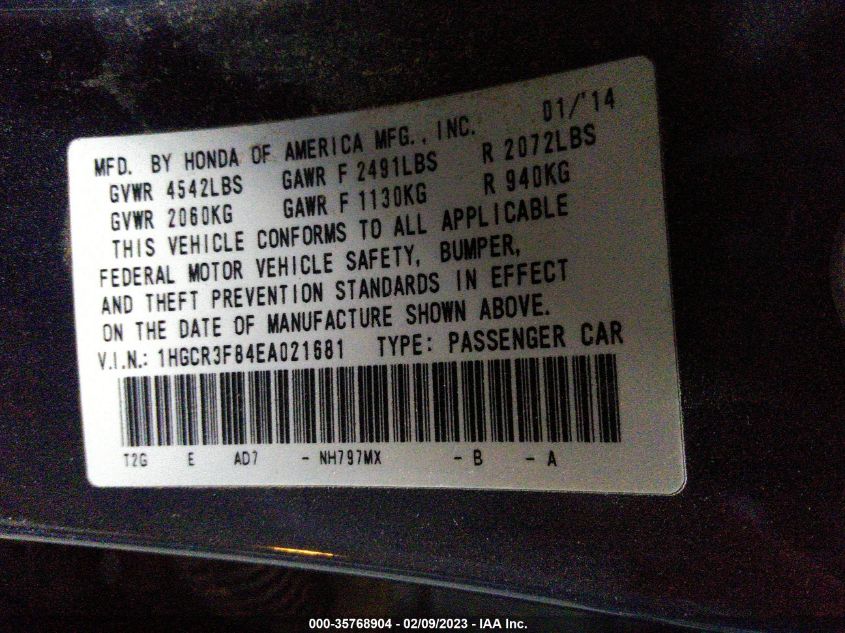 01/'14
MFD. BY HONDA OF AMERICA MFG., INC.
GVWR 4542LBS GAWR F 2491LBS R 2072LBS
GVWR 2060KG GAWR F 1130KG R 940KG
THIS VEHICLE CONFORMS TO ALL APPLICABLE
FEDERAL MOTOR VEHICLE SAFETY, BUMPER,
AND THEFT PREVENTION STANDARDS IN EFFECT
ON THE DATE OF MANUFACTURE SHOWN ABOVE.
V.I.N.: 1HGCR3F84EA021681 TYPE: PASSENGER CAR
T2G E AD7 - NH797MX - B - A
000-35768904 - 02/09/2023 - IAA Inc.